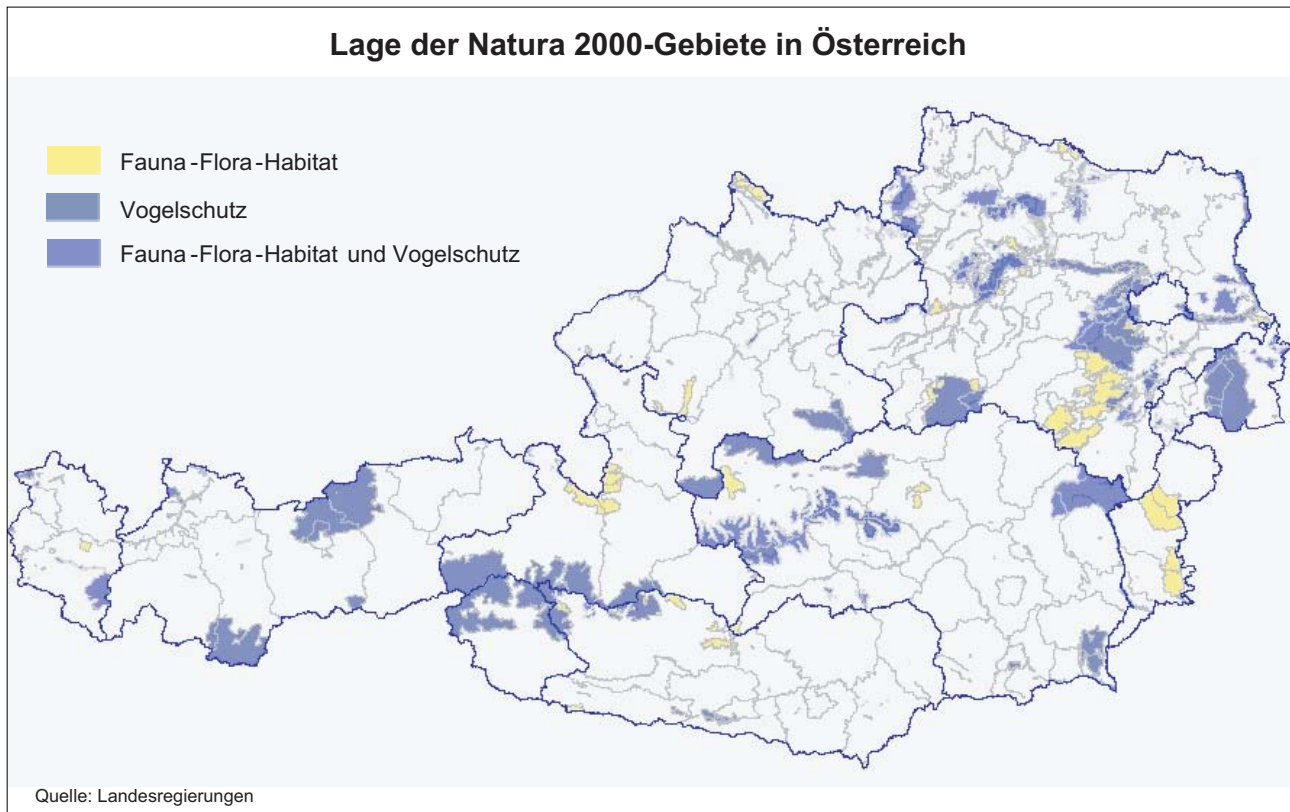 Lage der Natura 2000-Gebiete in Österreich
Fauna-Flora-Habitat
Vogelschutz
Fauna-Flora-Habitat und Vogelschutz
Quelle: Landesregierungen